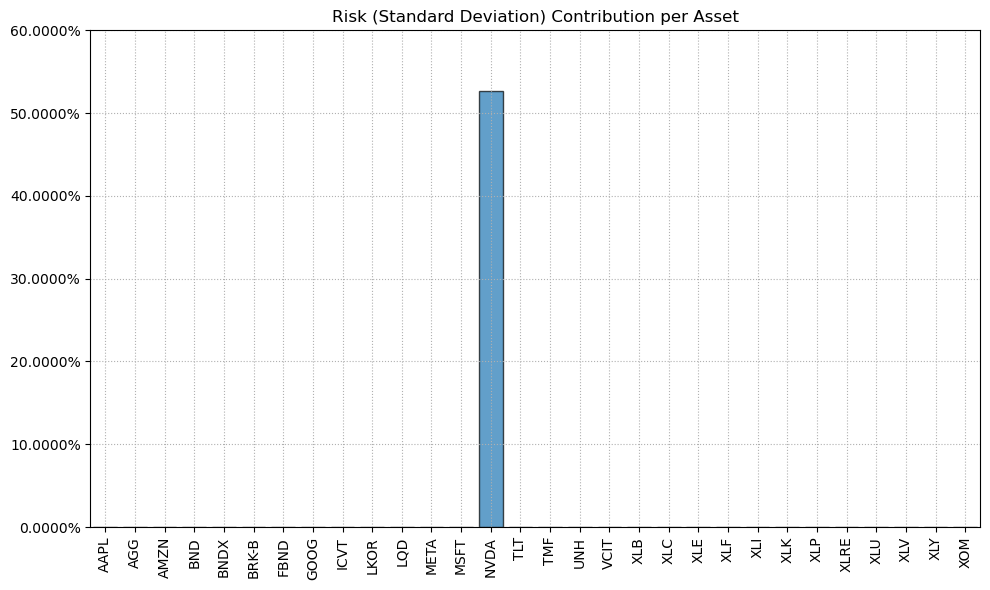 Risk (Standard Deviation) Contribution per Asset
60.0000%
50.0000%
40.0000%
30.0000%
20.0000%
10.0000%
0.0000%
AAPL
AGG
AMZN
BND
BNDX
BRK-B
FBND
GOOG
ICVT
LKOR
LQD
META
MSFT
NVDA
TLT
TMF
UNH
VCIT
XLB
XLC
XLE
XLF
XLI
XLK
XLP
XLRE
XLU
XLV
XLY
XOM